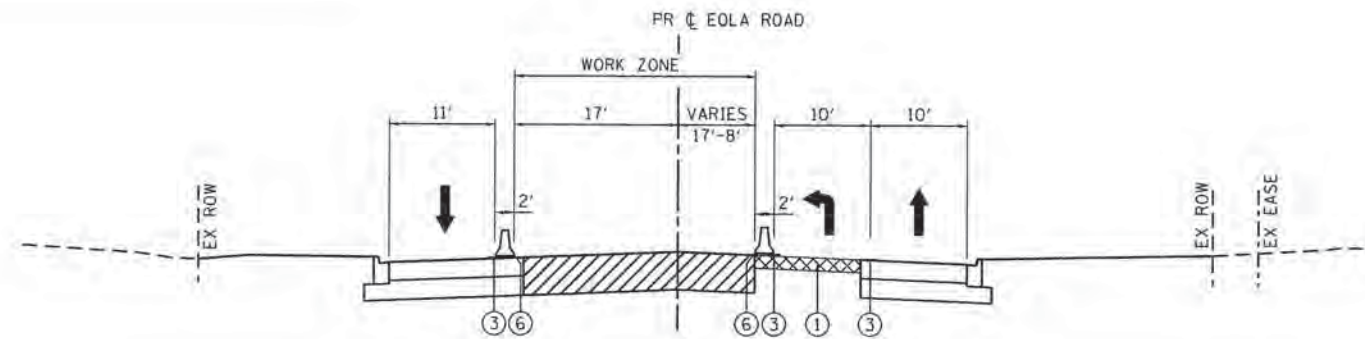 PR ℄ EOLA ROAD
WORK ZONE
11'
17'
VARIES
17'-8'
10'
10'
2'
2'
EX ROW
EX ROW
EX EASE
3
6
6
3
1
3